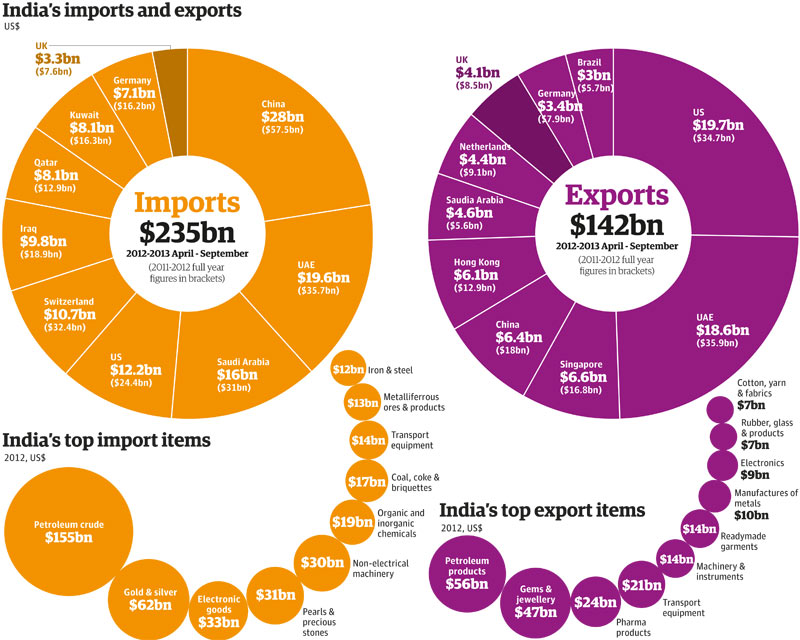 India's imports and exports
US$
UK
$3.3bn
($7.6bn)
Germany
$7.1bn
($16.2bn)
Kuwait
$8.1bn
($16.3bn)
Qatar
$8.1bn
($12.9bn)
Iraq
$9.8bn
($18.9bn)
Switzerland
$10.7bn
($32.4bn)
US
$12.2bn
($24.4bn)
Saudi Arabia
$16bn
($31bn)
UAE
$19.6bn
($35.7bn)
China
$28bn
($57.5bn)
Imports
$235bn
2012-2013 April - September
(2011-2012 full year
figures in brackets)
UK
$4.1bn
($8.5bn)
Germany
$3.4bn
($7.9bn)
Brazil
$3bn
($5.7bn)
US
$19.7bn
($34.7bn)
UAE
$18.6bn
($35.9bn)
Singapore
$6.6bn
($16.8bn)
China
$6.4bn
($18bn)
Hong Kong
$6.1bn
($12.9bn)
Saudia Arabia
$4.6bn
($5.6bn)
Netherlands
$4.4bn
($9.1bn)
Exports
$142bn
2012-2013 April - September
(2011-2012 full year
figures in brackets)
India's top import items
2012, US$
Petroleum crude
$155bn
Gold & silver
$62bn
Electronic
goods
$33bn
$31bn
Pearls &
precious
stones
$30bn
Non-electrical
machinery
$19bn
Organic and
inorganic
chemicals
$17bn
Coal, coke &
briquettes
$14bn
Transport
equipment
$13bn
Metalliferrous
ores & products
$12bn
Iron & steel
India's top export items
2012, US$
Petroleum
products
$56bn
Gems &
jewellery
$47bn
$24bn
Pharma
products
$21bn
Transport
equipment
$14bn
Machinery &
instruments
$14bn
Readymade
garments
Manufactures of
metals
$10bn
Electronics
$9bn
Rubber, glass
& products
$7bn
Cotton, yarn
& fabrics
$7bn